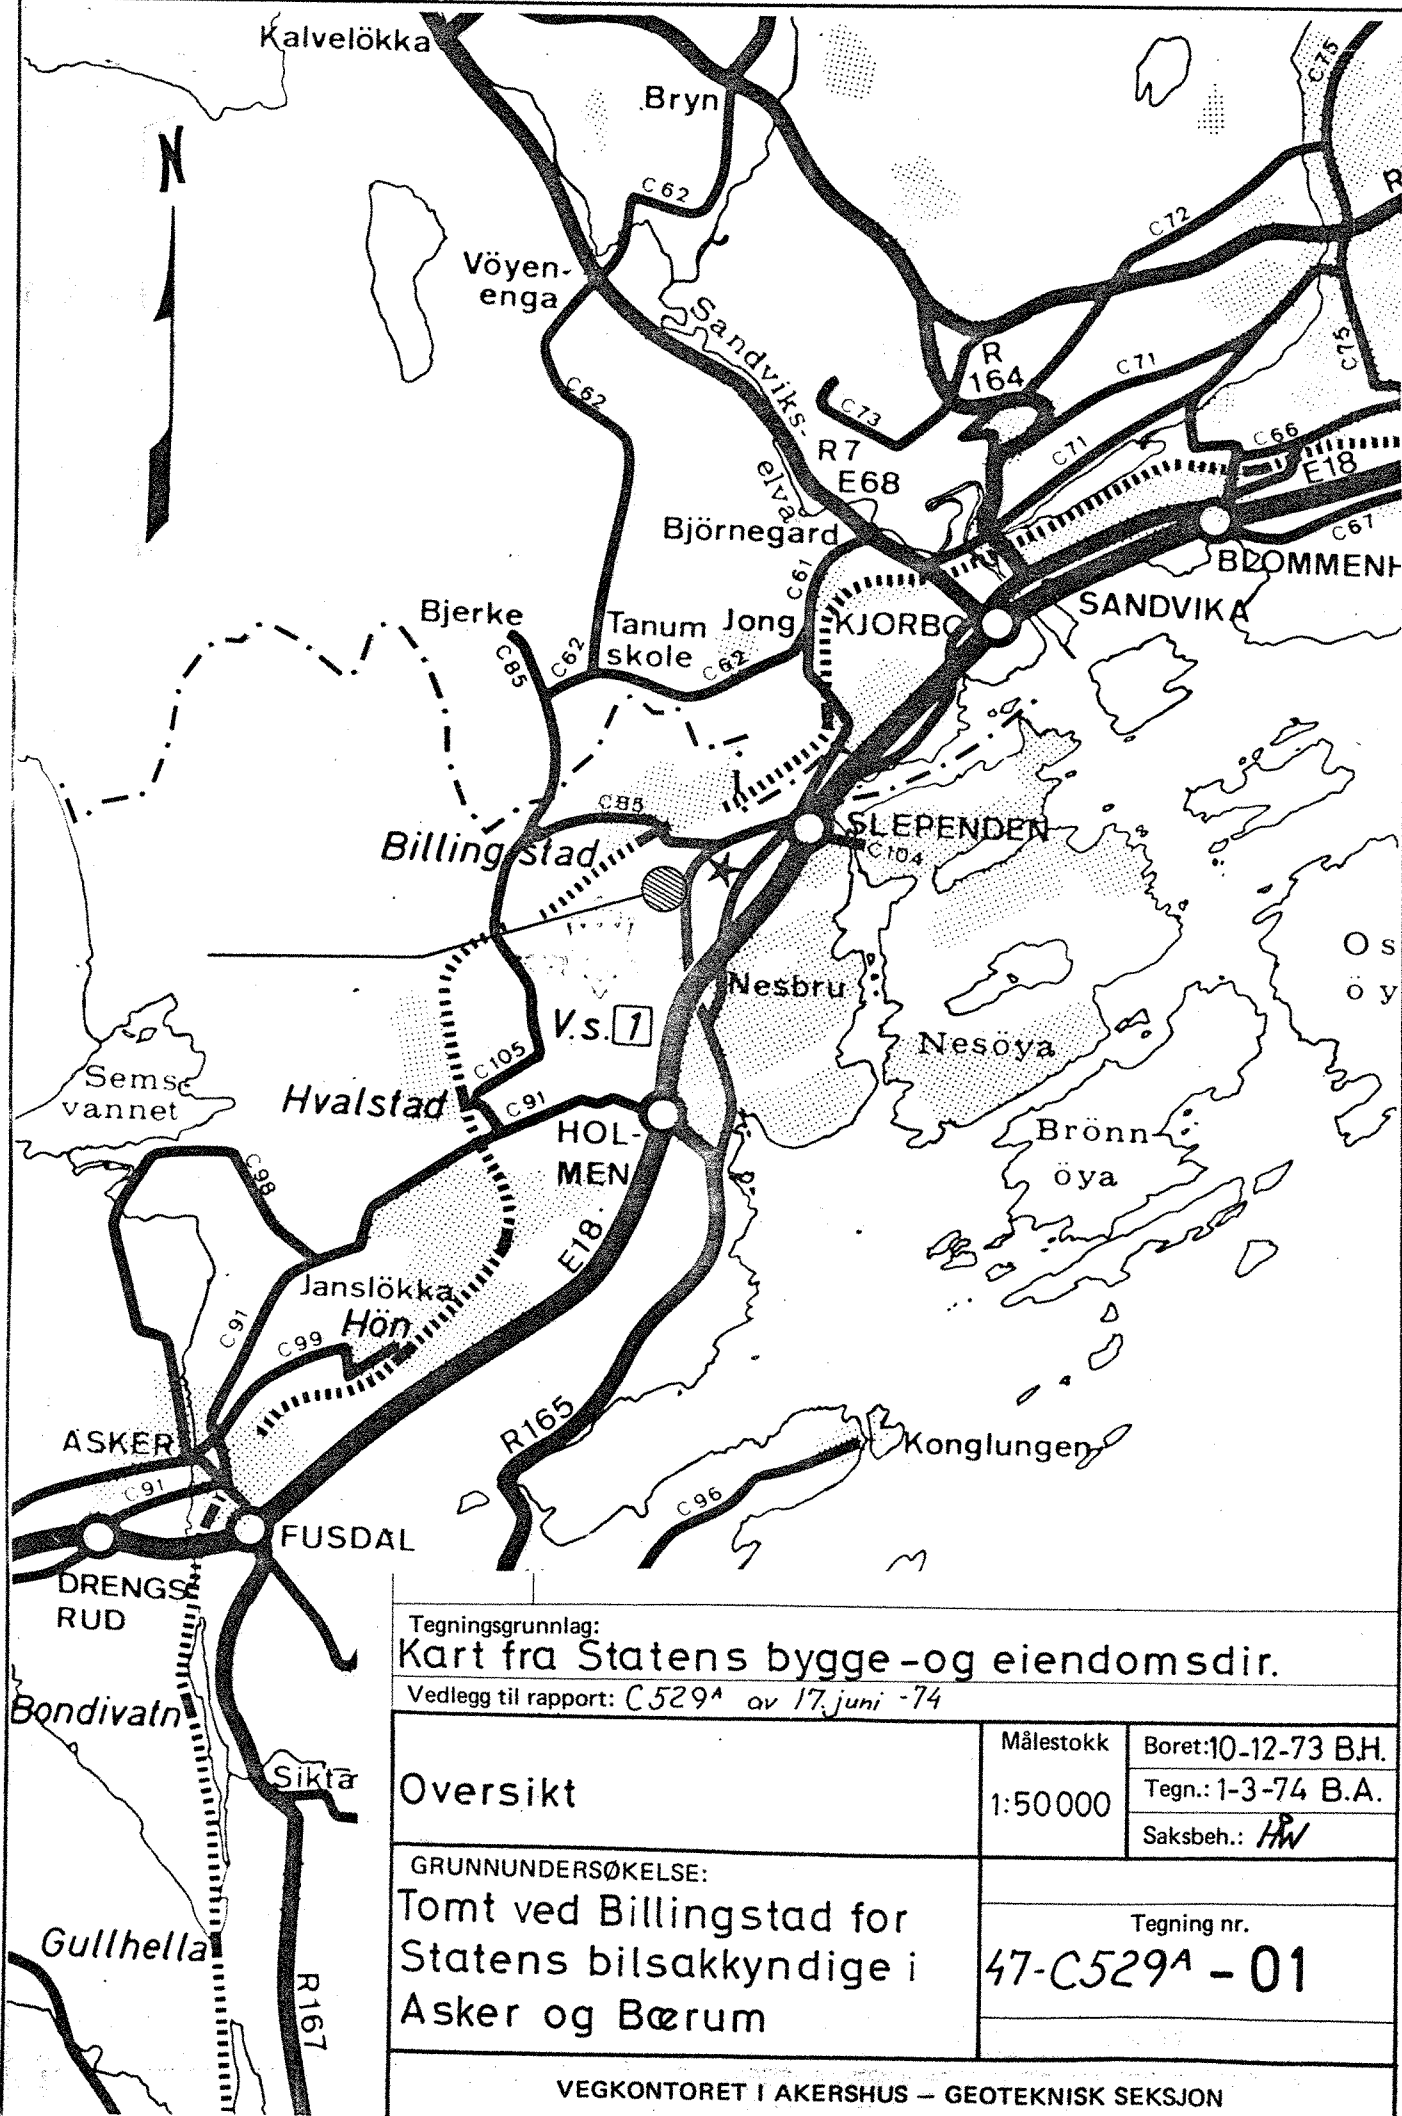 Kalvelökka
Bryn
N
C75
C62
C72
R
Vöyen-
enga
Sandviks-
elva
R
164
C71
C75
C62
C73
C71
C66
R7
E68
E18
C67
Björnegard
BLOMMENH
C61
SANDVIKA
Bjerke
Tanum
skole
Jong
KJORBO
C85
C62
C62
C85
SLEPENDEN
C104
Billingstad
Os
öy
Nesbru
V.s. 1
Nesöya
C105
Sems-
vannet
Hvalstad
C91
HOL-
MEN
Brönn-
öya
C98
E18
Janslökka
Hön
C91
C99
R165
ASKER
Konglungen
C91
C96
FUSDAL
DRENGS
RUD
Bondivatn
Sikta
Gullhella
R167
Tegningsgrunnlag:
Kart fra Statens bygge-og eiendomsdir.
Vedlegg til rapport: C529A av 17. juni -74
Oversikt
Målestokk
1:50000
Boret: 10-12-73 B.H.
Tegn.: 1-3-74 B.A.
Saksbeh.: HÅW
GRUNNUNDERSØKELSE:
Tomt ved Billingstad for
Statens bilsakkyndige i
Asker og Bærum
Tegning nr.
47-C529A - 01
VEGKONTORET I AKERSHUS – GEOTEKNISK SEKSJON